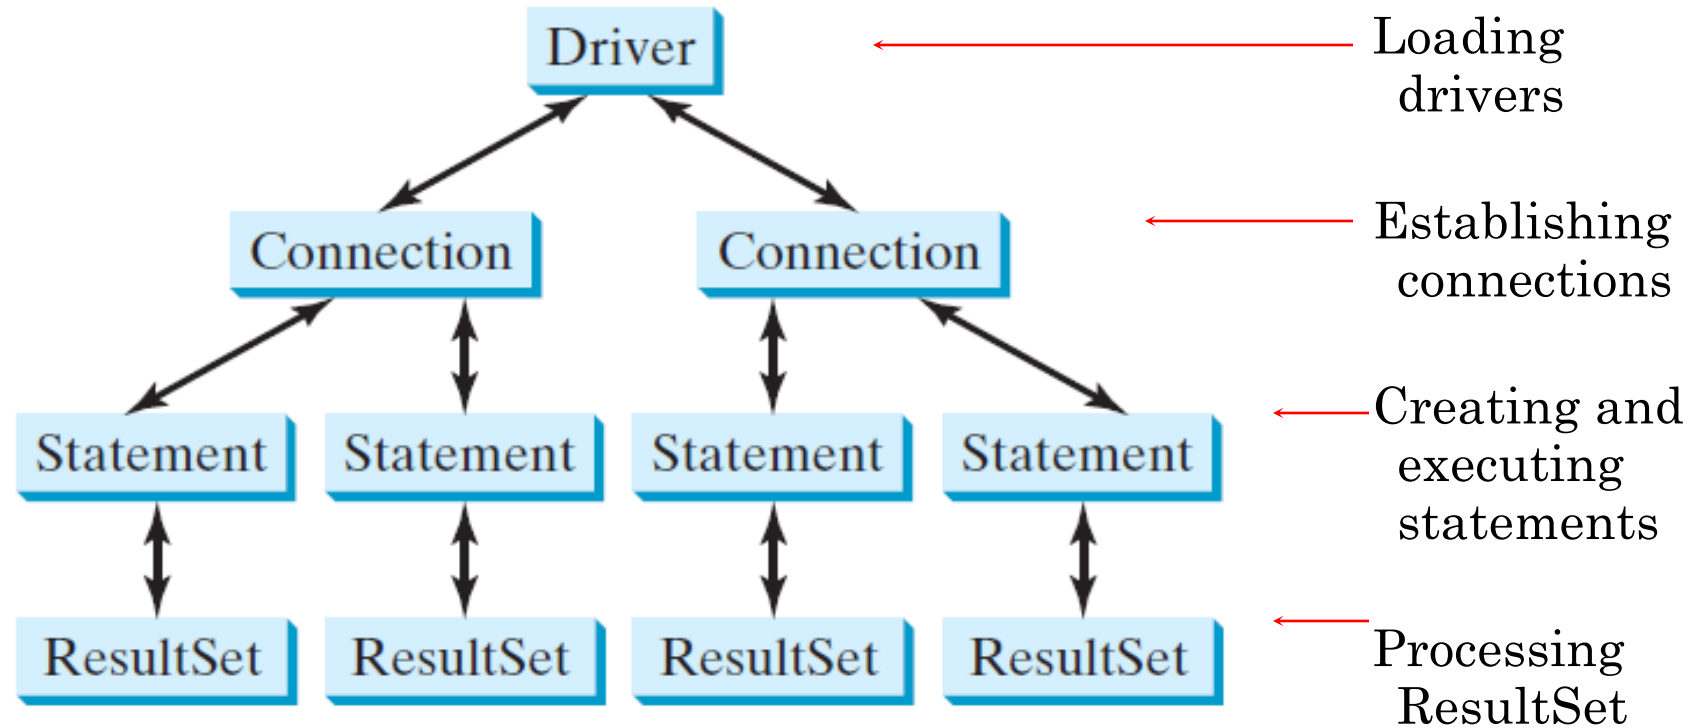 Driver
Loading
drivers
Connection
Connection
Establishing
connections
Statement
Statement
Statement
Statement
Creating and
executing
statements
ResultSet
ResultSet
ResultSet
ResultSet
Processing
ResultSet